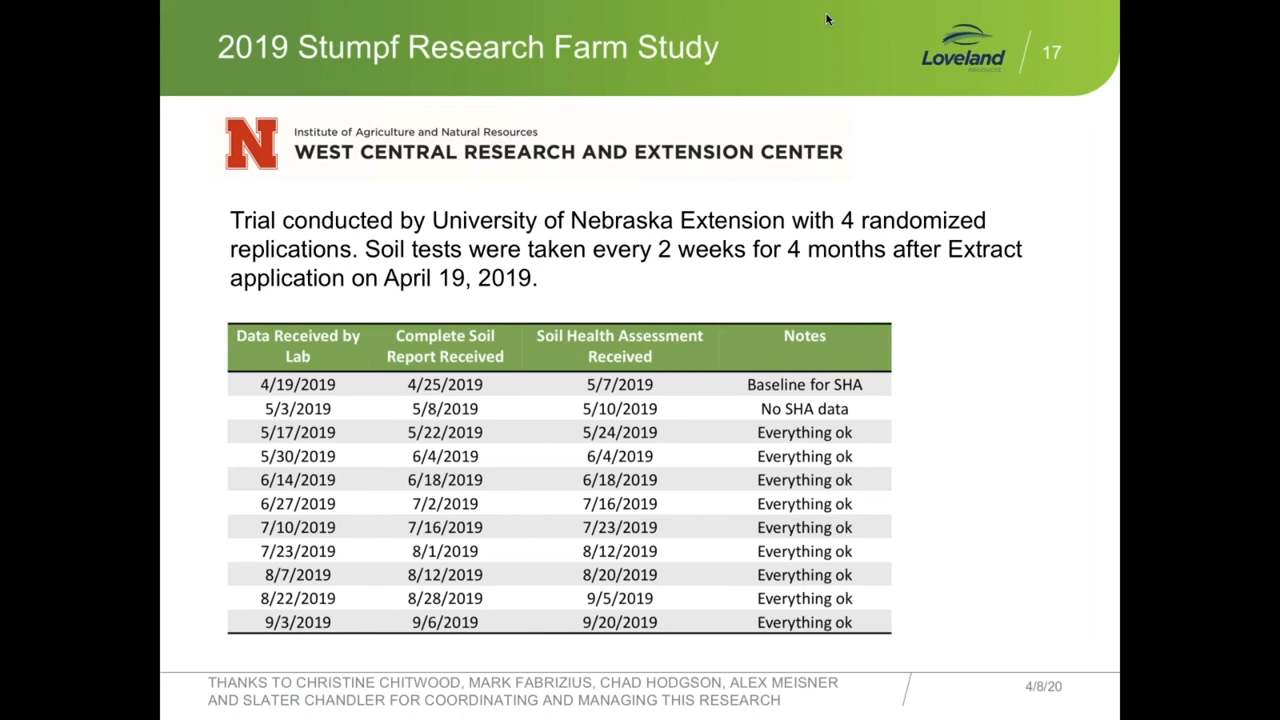 2019 Stumpf Research Farm Study
Loveland
PRODUCTS
17
N
Institute of Agriculture and Natural Resources
WEST CENTRAL RESEARCH AND EXTENSION CENTER
Trial conducted by University of Nebraska Extension with 4 randomized
replications. Soil tests were taken every 2 weeks for 4 months after Extract
application on April 19, 2019.
Data Received by Lab Complete Soil Report Received Soil Health Assessment Received Notes
4/19/2019 4/25/2019 5/7/2019 Baseline for SHA
5/3/2019 5/8/2019 5/10/2019 No SHA data
5/17/2019 5/22/2019 5/24/2019 Everything ok
5/30/2019 6/4/2019 6/4/2019 Everything ok
6/14/2019 6/18/2019 6/18/2019 Everything ok
6/27/2019 7/2/2019 7/16/2019 Everything ok
7/10/2019 7/16/2019 7/23/2019 Everything ok
7/23/2019 8/1/2019 8/12/2019 Everything ok
8/7/2019 8/12/2019 8/20/2019 Everything ok
8/22/2019 8/28/2019 9/5/2019 Everything ok
9/3/2019 9/6/2019 9/20/2019 Everything ok
THANKS TO CHRISTINE CHITWOOD, MARK FABRIZIUS, CHAD HODGSON, ALEX MEISNER
AND SLATER CHANDLER FOR COORDINATING AND MANAGING THIS RESEARCH
4/8/20